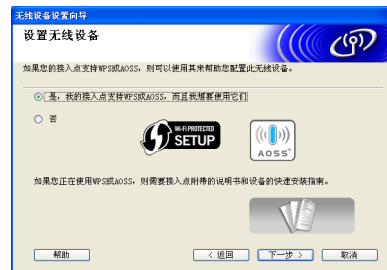 无线设备设置向导
设置无线设备
如果您的接入点支持WPS或AOSS，则可以使用其来帮助您配置此无线设备。
是，我的接入点支持WPS或AOSS，而且我想要使用它们
否
Wi-Fi PROTECTED
SETUP
AOSS™
如果您正在使用WPS或AOSS，则需要接入点附带的说明书和设备的快速安装指南。
帮助
< 返回
下一步 >
取消